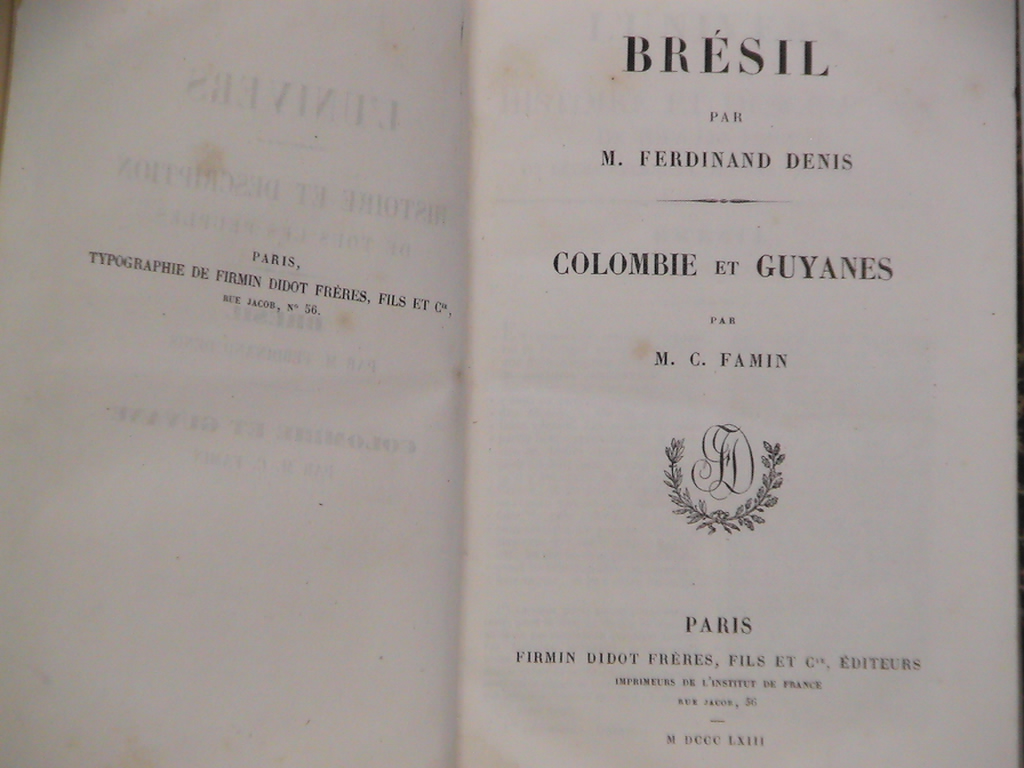 PARIS,
TYPOGRAPHIE DE FIRMIN DIDOT FRÈRES, FILS ET Cie,
RUE JACOB, N° 56.
BRÉSIL
PAR
M. FERDINAND DENIS
COLOMBIE ET GUYANES
PAR
M. C. FAMIN
FD
PARIS
FIRMIN DIDOT FRÈRES, FILS ET Cie, ÉDITEURS
IMPRIMEURS DE L'INSTITUT DE FRANCE
RUE JACOB, 56
M DCCC LXIII